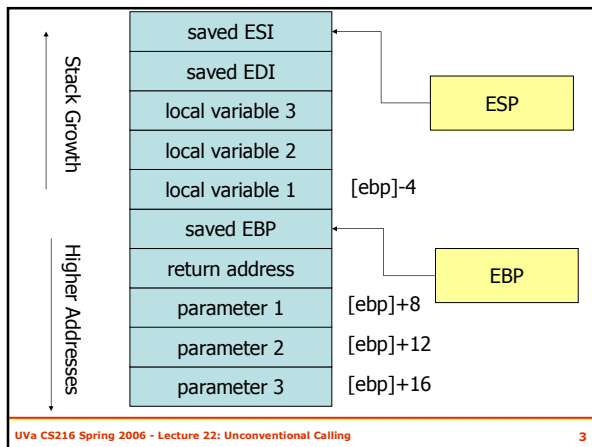 Stack Growth
Higher Addresses
saved ESI
saved EDI
local variable 3
local variable 2
local variable 1
saved EBP
return address
parameter 1
parameter 2
parameter 3
[ebp]-4
[ebp]+8
[ebp]+12
[ebp]+16
ESP
EBP
UVa CS216 Spring 2006 - Lecture 22: Unconventional Calling
3